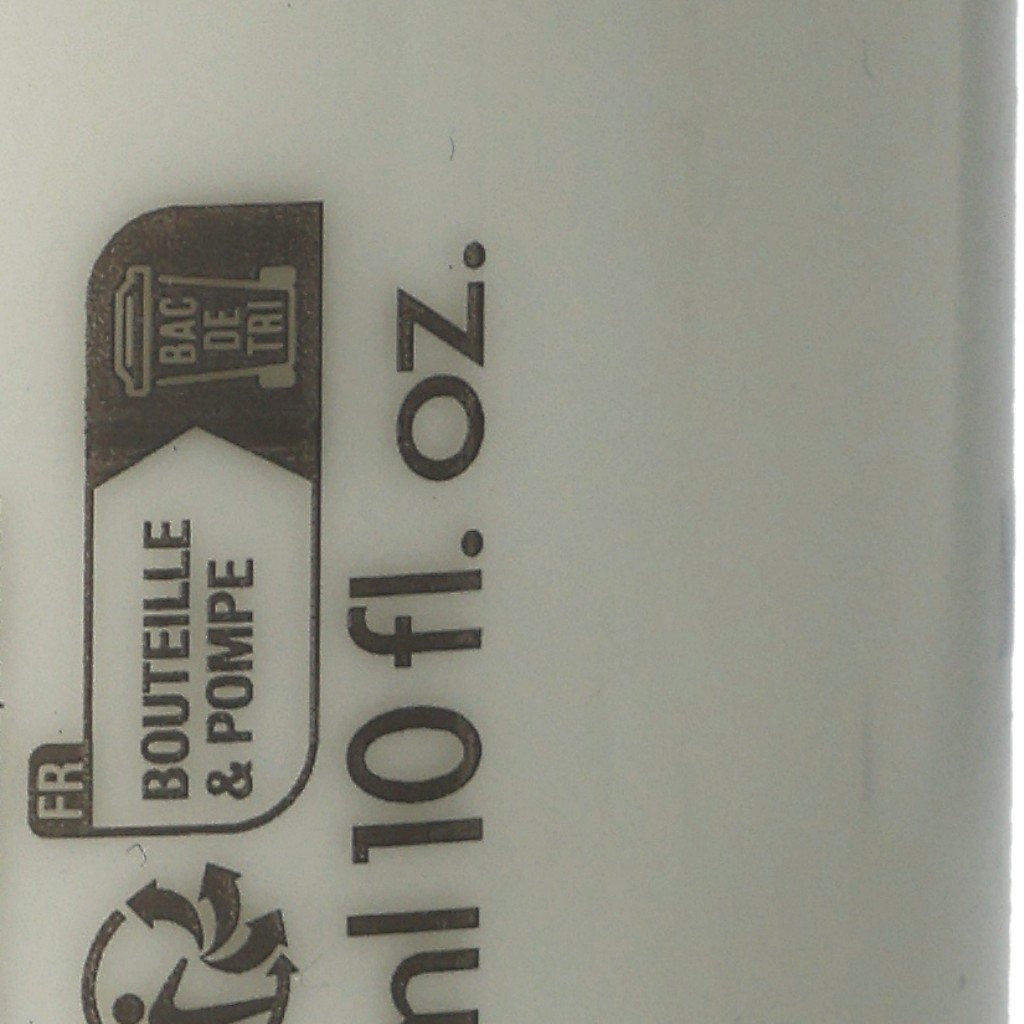 FR
BOUTEILLE
& POMPE
BAC
DE
TRI
ml 10 fl. oz.